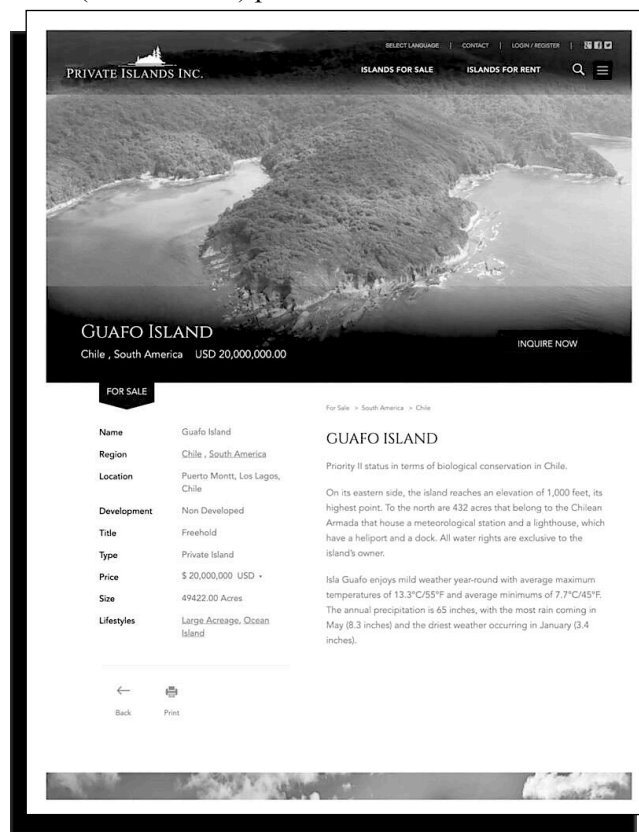 SELECT LANGUAGE | CONTACT | LOGIN / REGISTER |
PRIVATE ISLANDS INC.
ISLANDS FOR SALE ISLANDS FOR RENT
GUAFO ISLAND
Chile , South America USD 20,000,000.00
INQUIRE NOW
FOR SALE
For Sale > South America > Chile
Name Guafo Island
Region Chile , South America
Location Puerto Montt, Los Lagos,
Chile
Development Non Developed
Title Freehold
Type Private Island
Price $ 20,000,000 USD
Size 49422.00 Acres
Lifestyles Large Acreage, Ocean
Island
Back Print
GUAFO ISLAND
Priority II status in terms of biological conservation in Chile.
On its eastern side, the island reaches an elevation of 1,000 feet, its
highest point. To the north are 432 acres that belong to the Chilean
Armada that house a meteorological station and a lighthouse, which
have a heliport and a dock. All water rights are exclusive to the
island's owner.
Isla Guafo enjoys mild weather year-round with average maximum
temperatures of 13.3°C/55°F and average minimums of 7.7°C/45°F.
The annual precipitation is 65 inches, with the most rain coming in
May (8.3 inches) and the driest weather occurring in January (3.4
inches).